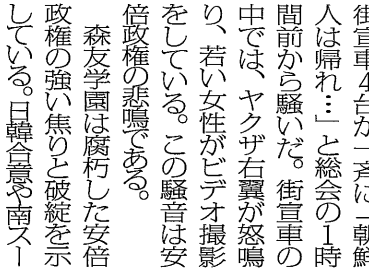 街宣車4台が一斉に「朝鮮
人は帰れ…」と総会の1時
間前から騒いだ。街宣車の
中では、ヤクザ右翼が怒鳴
り、若い女性がビデオ撮影
をしている。この騒音は安
倍政権の悲鳴である。
森友学園は腐朽した安倍
政権の強い焦りと破綻を示
している。日韓合意や南スー